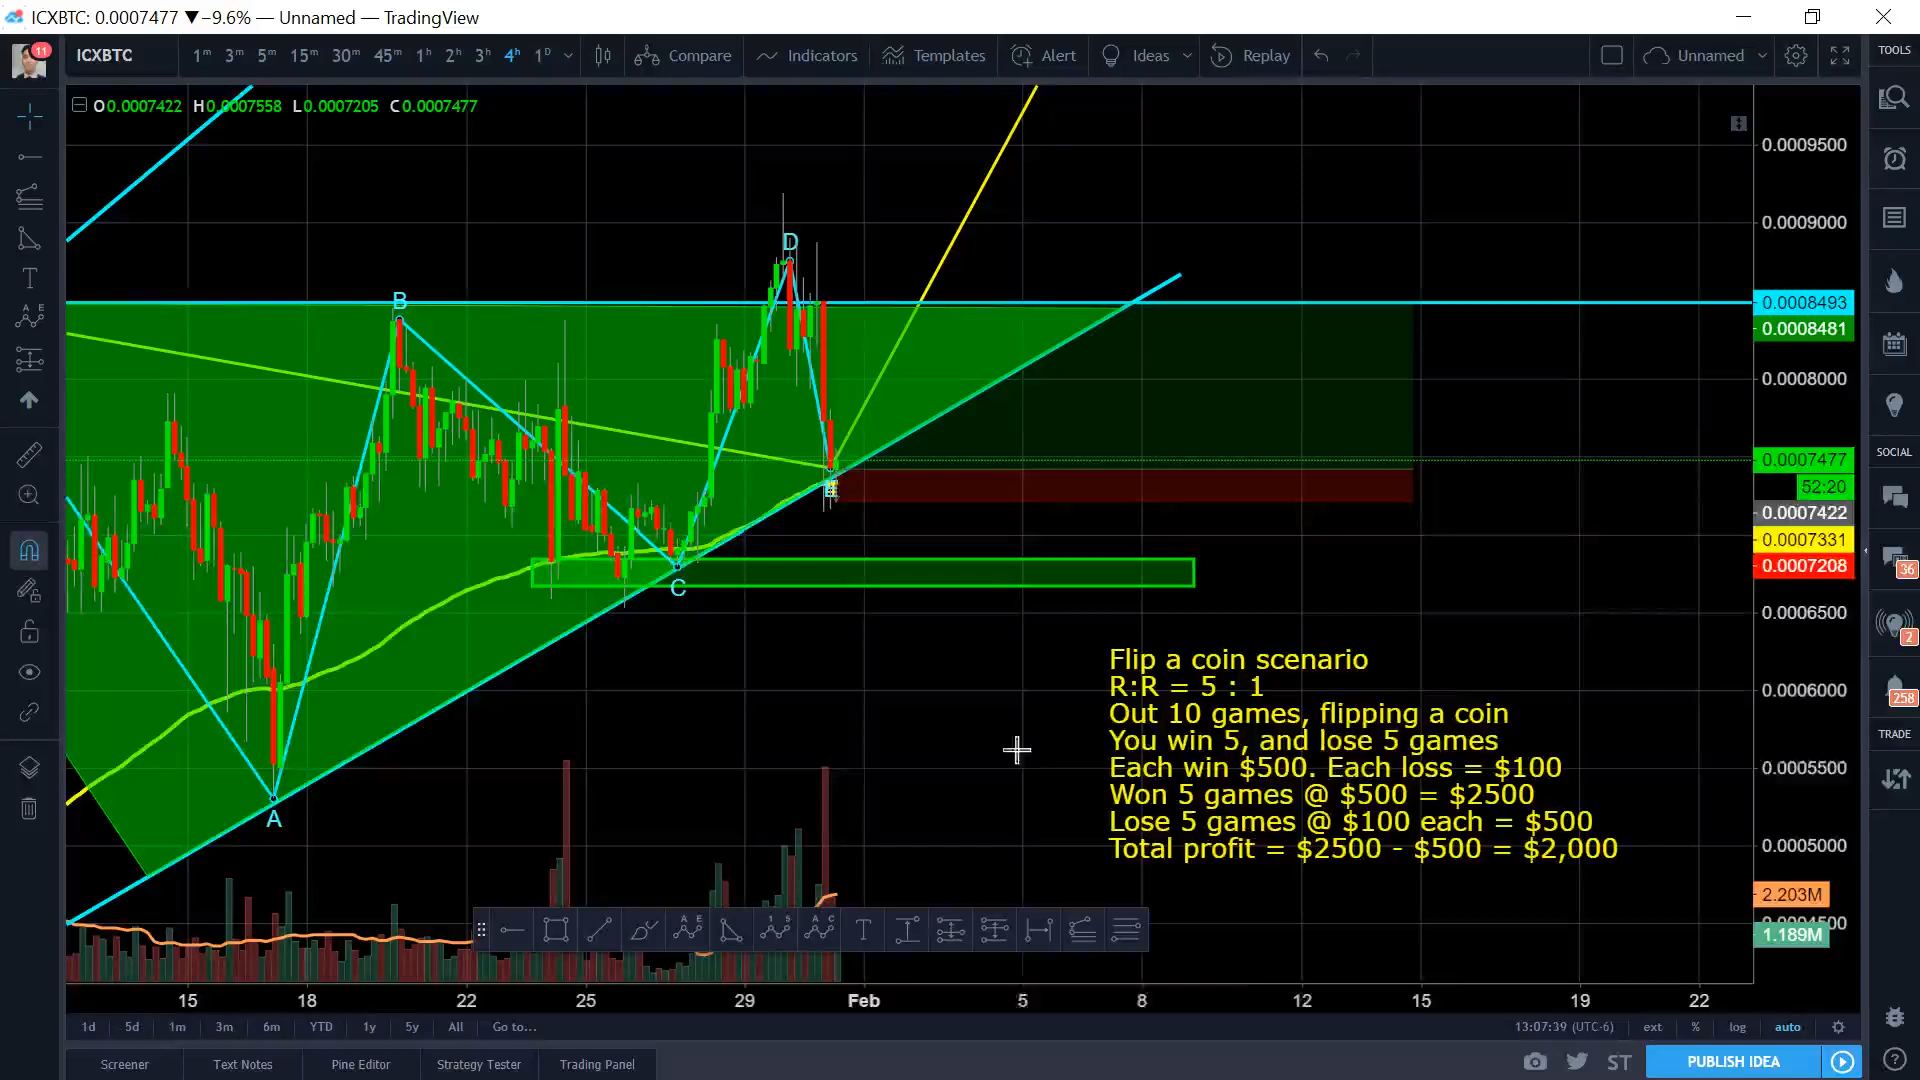 ICXBTC: 0.0007477 ▼−9.6% — Unnamed — TradingView
11
ICXBTC 1m 3m 5m 15m 30m 45m 1h 2h 3h 4h 1D Compare Indicators Templates Alert Ideas Replay Unnamed TOOLS
O0.0007422 H0.0007558 L0.0007205 C0.0007477
0.0009500
0.0009000
D
B
0.0008493
0.0008481
0.0008000
SOCIAL
0.0007477
52:20
E
0.0007422
0.0007331
0.0007208
36
C
0.0006500
2
Flip a coin scenario
R:R = 5 : 1
0.0006000
258
Out 10 games, flipping a coin
TRADE
You win 5, and lose 5 games
Each win $500. Each loss = $100
0.0005500
Won 5 games @ $500 = $2500
A
Lose 5 games @ $100 each = $500
Total profit = $2500 - $500 = $2,000
0.0005000
2.203M
1.189M
15 18 22 25 29 Feb 5 8 12 15 19 22
1d 5d 1m 3m 6m YTD 1y 5y All Go to... 13:07:39 (UTC-6) ext % log auto
Screener Text Notes Pine Editor Strategy Tester Trading Panel ST PUBLISH IDEA